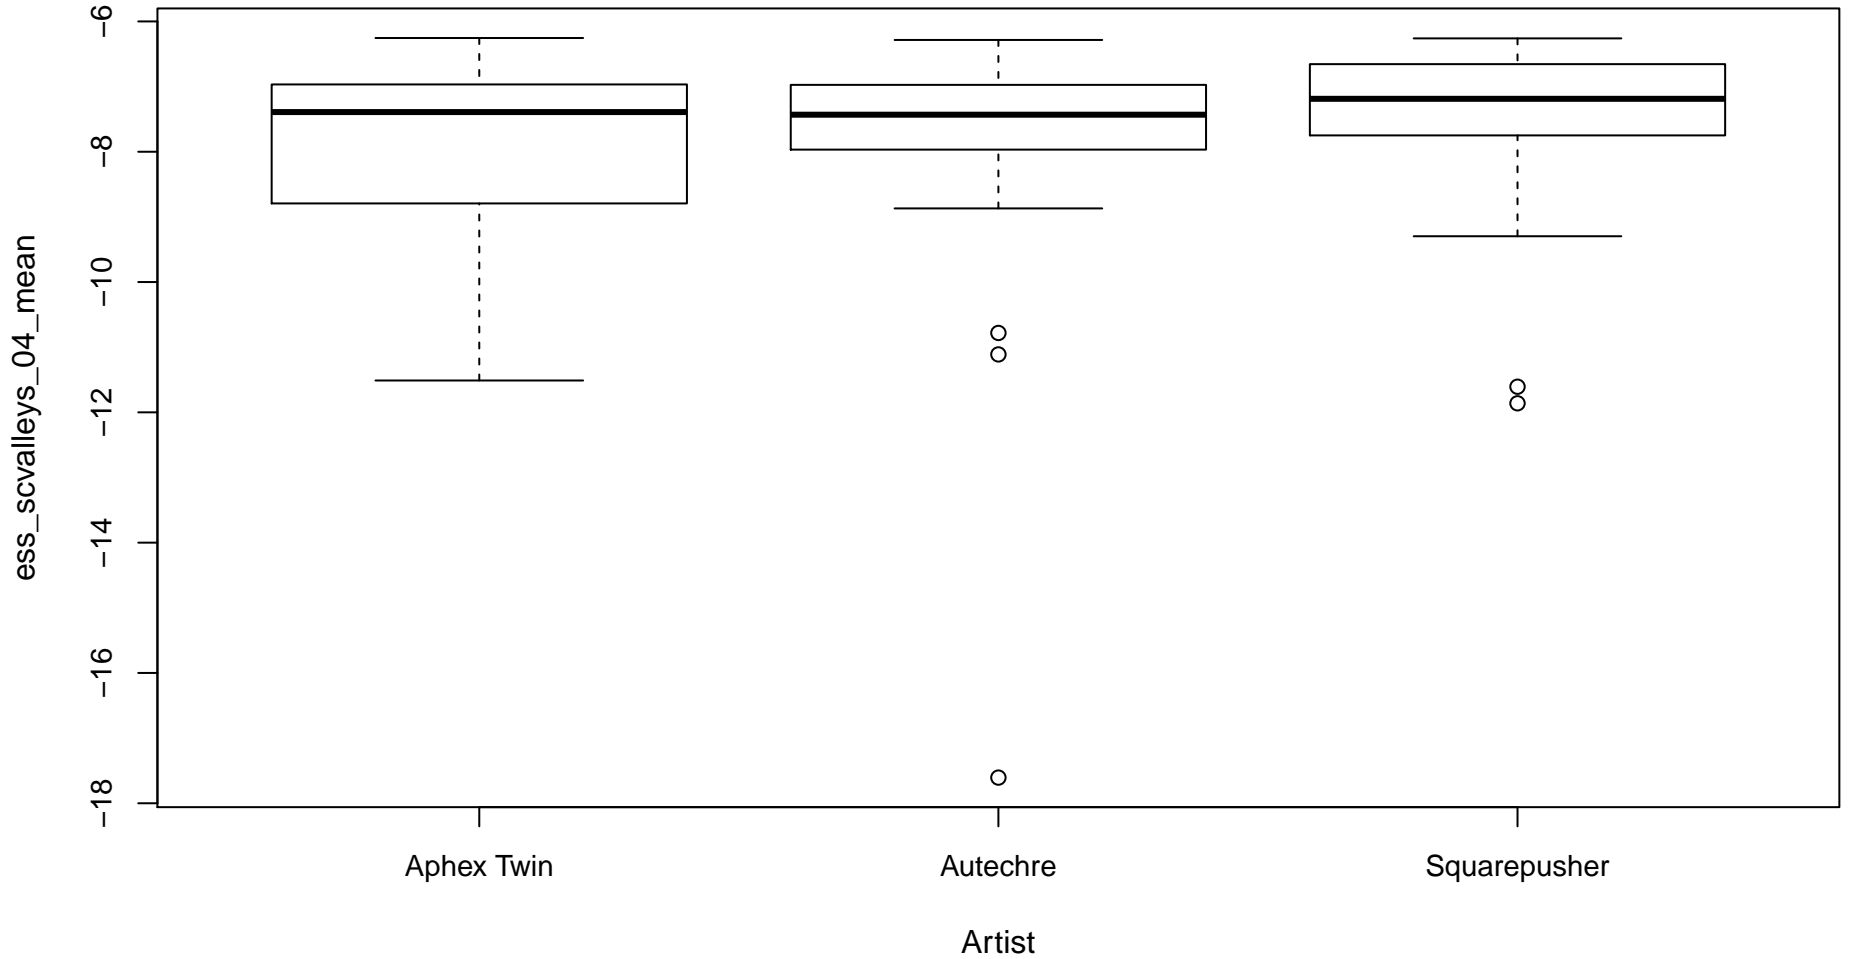 ess_scvalleys_04_mean
−6
−8
−10
−12
−14
−16
−18
Aphex Twin
Autechre
Squarepusher
Artist